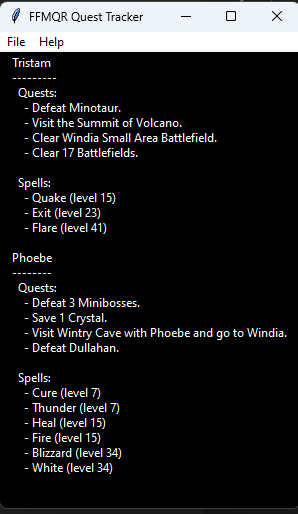 FFMQR Quest Tracker
File Help
Tristam
---------
Quests:
- Defeat Minotaur.
- Visit the Summit of Volcano.
- Clear Windia Small Area Battlefield.
- Clear 17 Battlefields.
Spells:
- Quake (level 15)
- Exit (level 23)
- Flare (level 41)
Phoebe
--------
Quests:
- Defeat 3 Minibosses.
- Save 1 Crystal.
- Visit Wintry Cave with Phoebe and go to Windia.
- Defeat Dullahan.
Spells:
- Cure (level 7)
- Thunder (level 7)
- Heal (level 15)
- Fire (level 15)
- Blizzard (level 34)
- White (level 34)